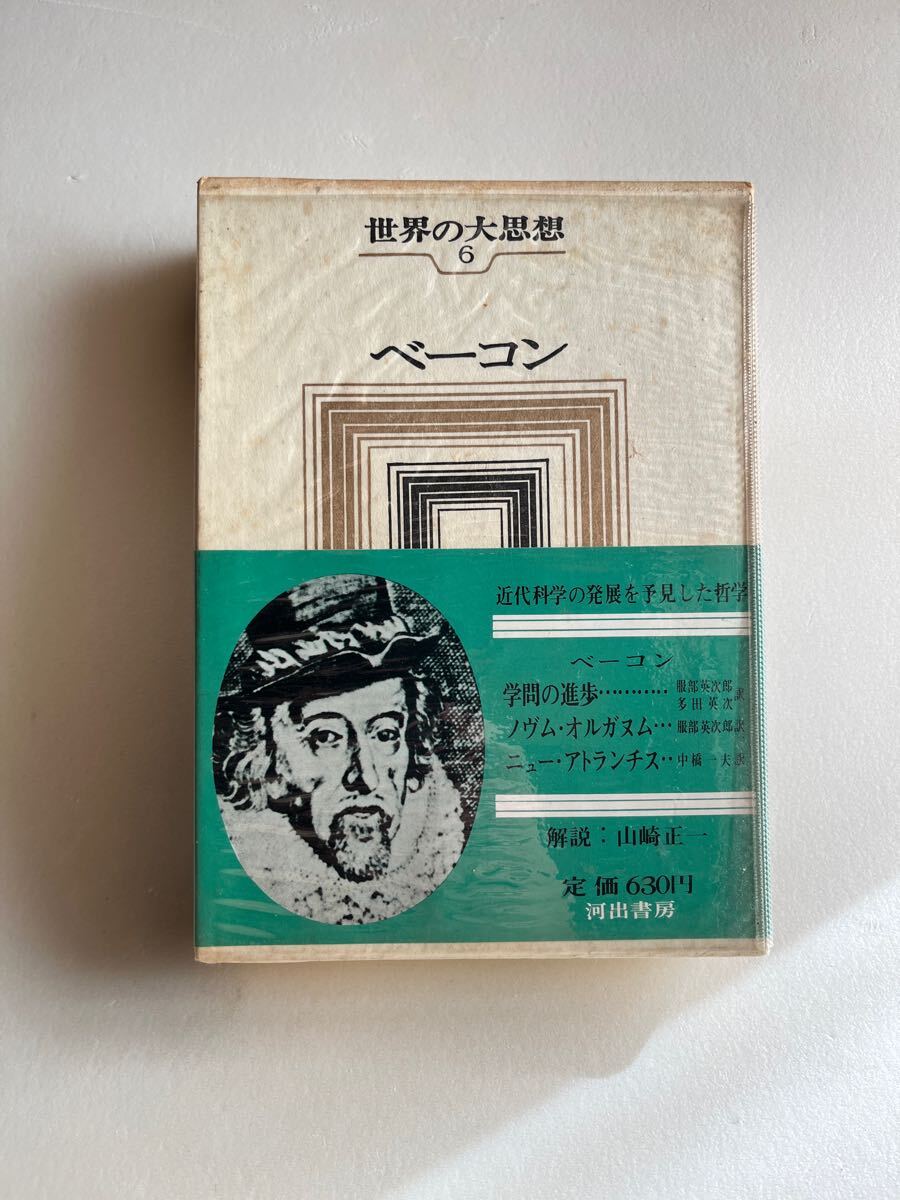 世界の大思想
6
ベーコン
近代科学の発展を予見した哲学
ベーコン
学問の進歩………… 服部英次郎 多田英次 訳
ノヴム・オルガヌム… 服部英次郎訳
ニュー・アトランチス‥ 中橋一夫訳
解説：山崎正一
定価630円
河出書房